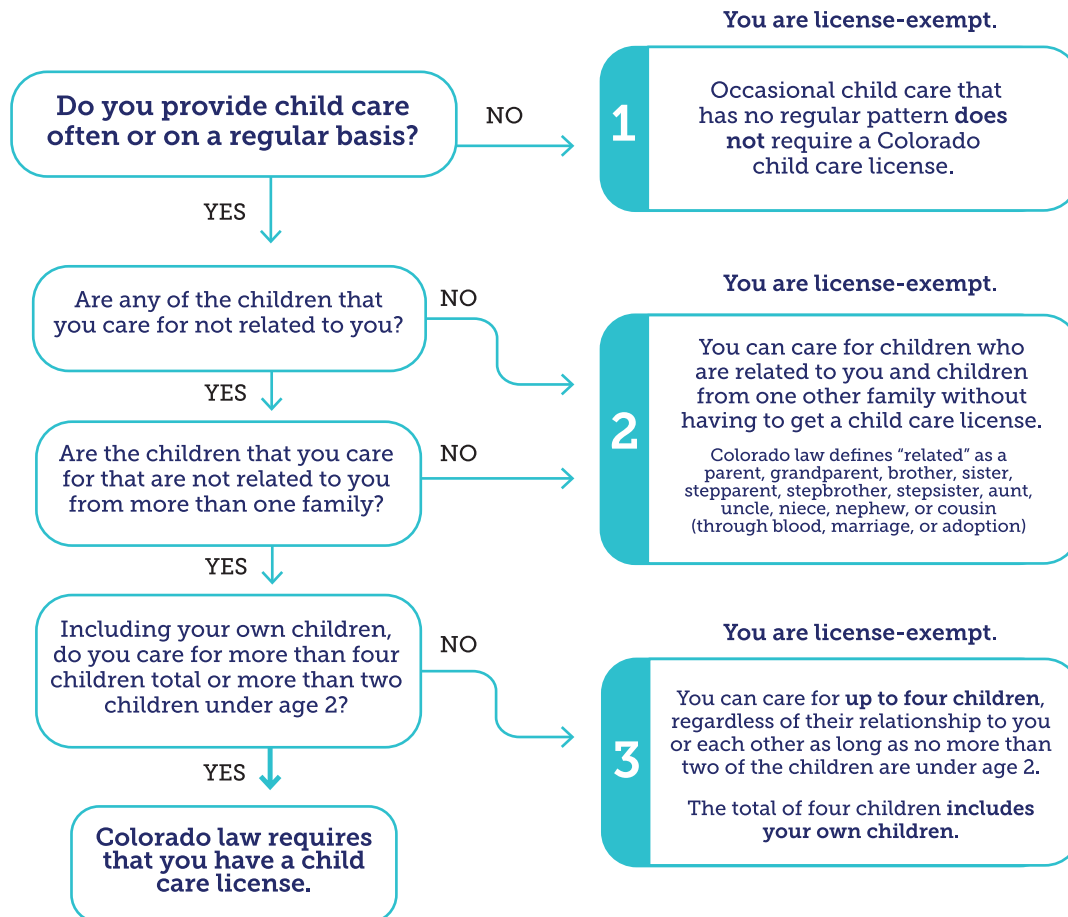 Do you provide child care
often or on a regular basis?
NO
You are license-exempt.
1
Occasional child care that
has no regular pattern does
not require a Colorado
child care license.
YES
Are any of the children that
you care for not related to you?
NO
You are license-exempt.
2
You can care for children who
are related to you and children
from one other family without
having to get a child care license.
Colorado law defines “related” as a
parent, grandparent, brother, sister,
stepparent, stepbrother, stepsister, aunt,
uncle, niece, nephew, or cousin
(through blood, marriage, or adoption)
YES
Are the children that you care
for that are not related to you
from more than one family?
NO
YES
Including your own children,
do you care for more than four
children total or more than two
children under age 2?
NO
You are license-exempt.
3
You can care for up to four children,
regardless of their relationship to you
or each other as long as no more than
two of the children are under age 2.
The total of four children includes
your own children.
YES
Colorado law requires
that you have a child
care license.